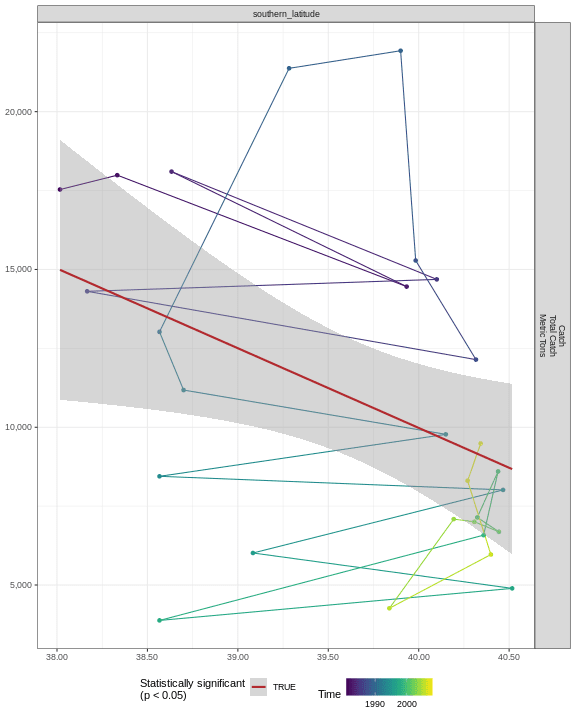 southern_latitude
20,000
15,000
10,000
5,000
Catch
Total Catch
Metric Tons
38.00 38.50 39.00 39.50 40.00 40.50
Statistically significant
(p < 0.05)
TRUE
Time
1990 2000